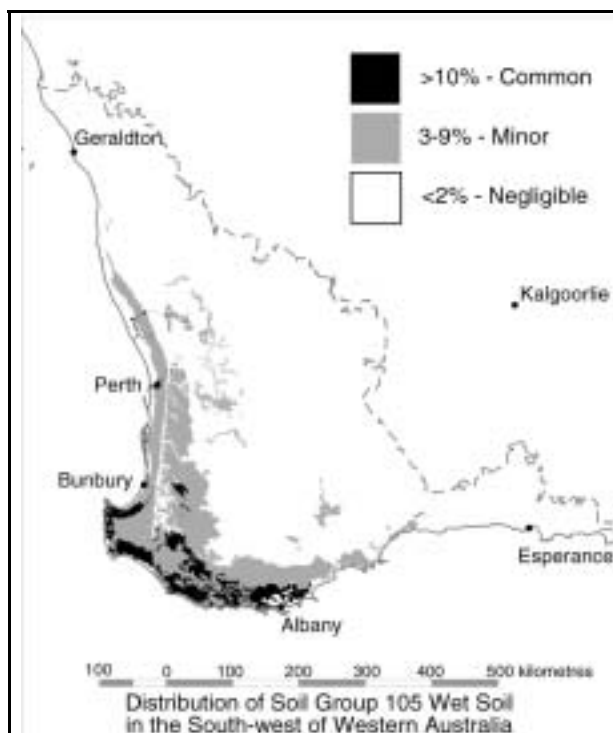 >10% - Common
Geraldton
3-9% - Minor
<2% - Negligible
Kalgoorlie
Perth
Bunbury
Esperance
Albany
100 0 100 200 300 400 500 kilometres
Distribution of Soil Group 105 Wet Soil
in the South-west of Western Australia